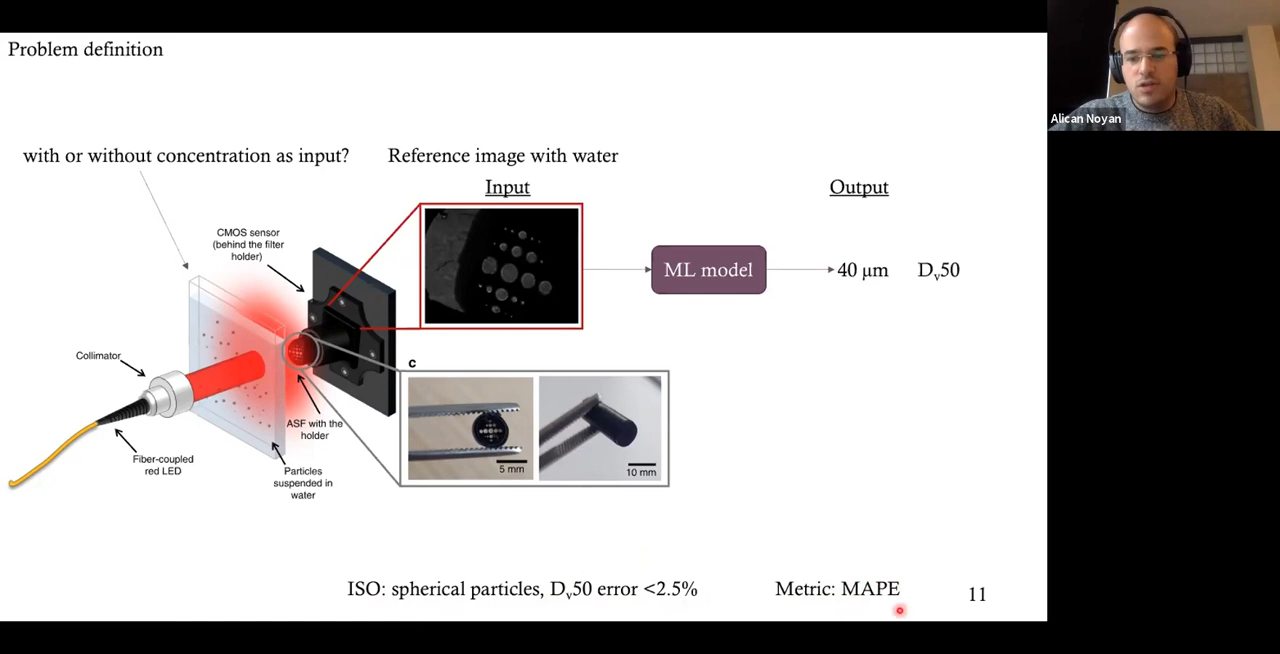 Problem definition
Alican Noyan
with or without concentration as input?
Reference image with water
Input
Output
CMOS sensor
(behind the filter
holder)
ML model
40 µm
Dv50
Collimator
c
ASF with the
holder
Fiber-coupled
red LED
Particles
suspended in
water
5 mm
10 mm
ISO: spherical particles, Dv50 error <2.5%
Metric: MAPE
11